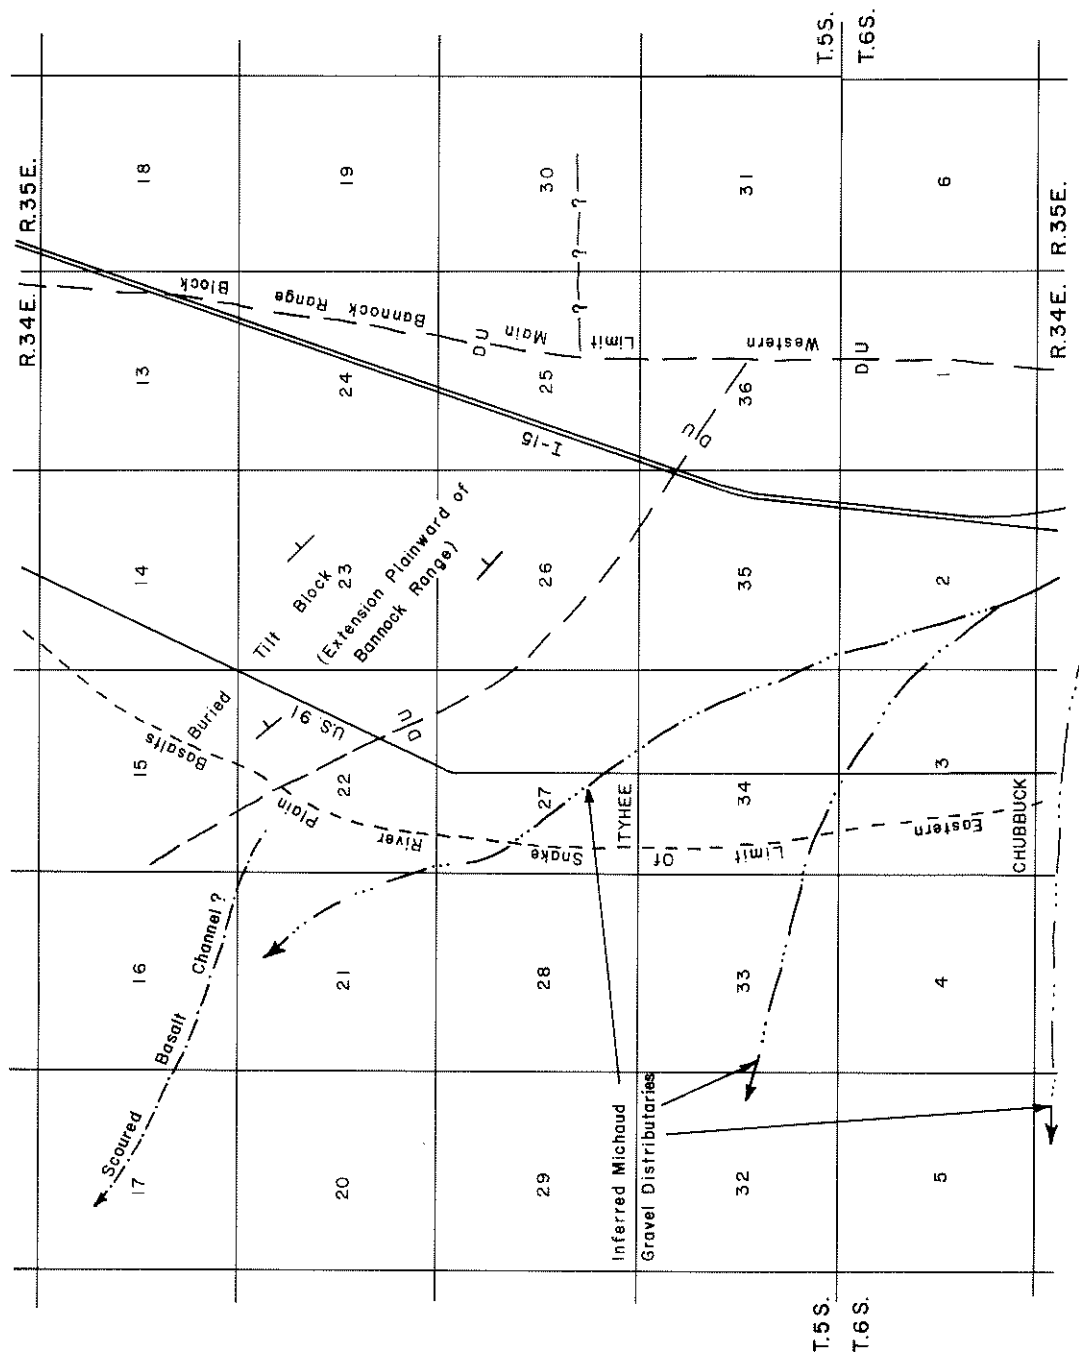 R.34E. R.35E.
18
13
14
15
16
17
19
24
23
22
21
20
30
25
26
27
28
29
31
36
35
34
33
32
6
1
2
3
4
5
T.5S.
T.6S.
T.5S.
T.6S.
R.34E. R.35E.
Western Limit Main Bannock Range Block
D U
D U
D/U
D/U
? ? ?
I-15
U.S. 91
Buried Tilt Block
(Extension Plainward of
Bannock Range)
Eastern Limit Of Snake River Plain Basalts
Scoured Basalt Channel ?
TYHEE
CHUBBUCK
Inferred Michaud
Gravel Distributaries